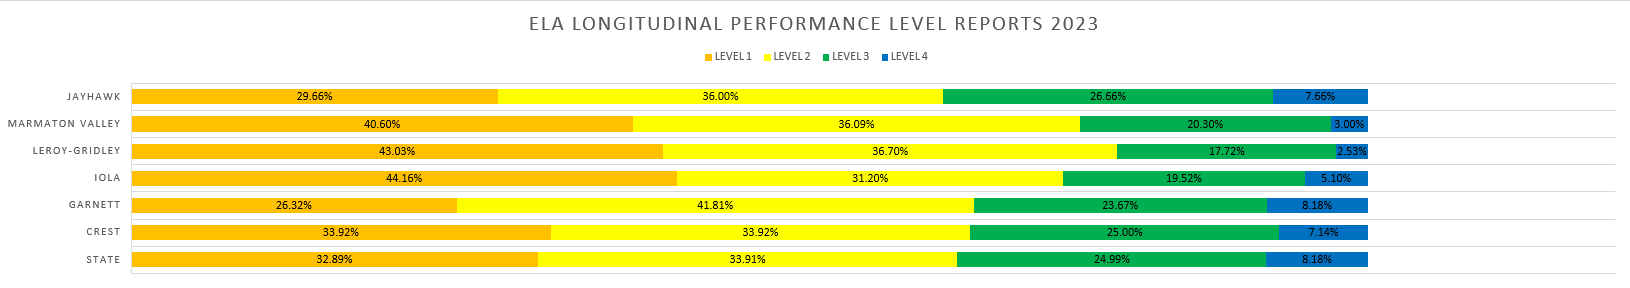 ELA LONGITUDINAL PERFORMANCE LEVEL REPORTS 2023
LEVEL 1 LEVEL 2 LEVEL 3 LEVEL 4
JAYHAWK 29.66% 36.00% 26.66% 7.66%
MARMATON VALLEY 40.60% 36.09% 20.30% 3.00%
LEROY-GRIDLEY 43.03% 36.70% 17.72% 2.53%
IOLA 44.16% 31.20% 19.52% 5.10%
GARNETT 26.32% 41.81% 23.67% 8.18%
CREST 33.92% 33.92% 25.00% 7.14%
STATE 32.89% 33.91% 24.99% 8.18%